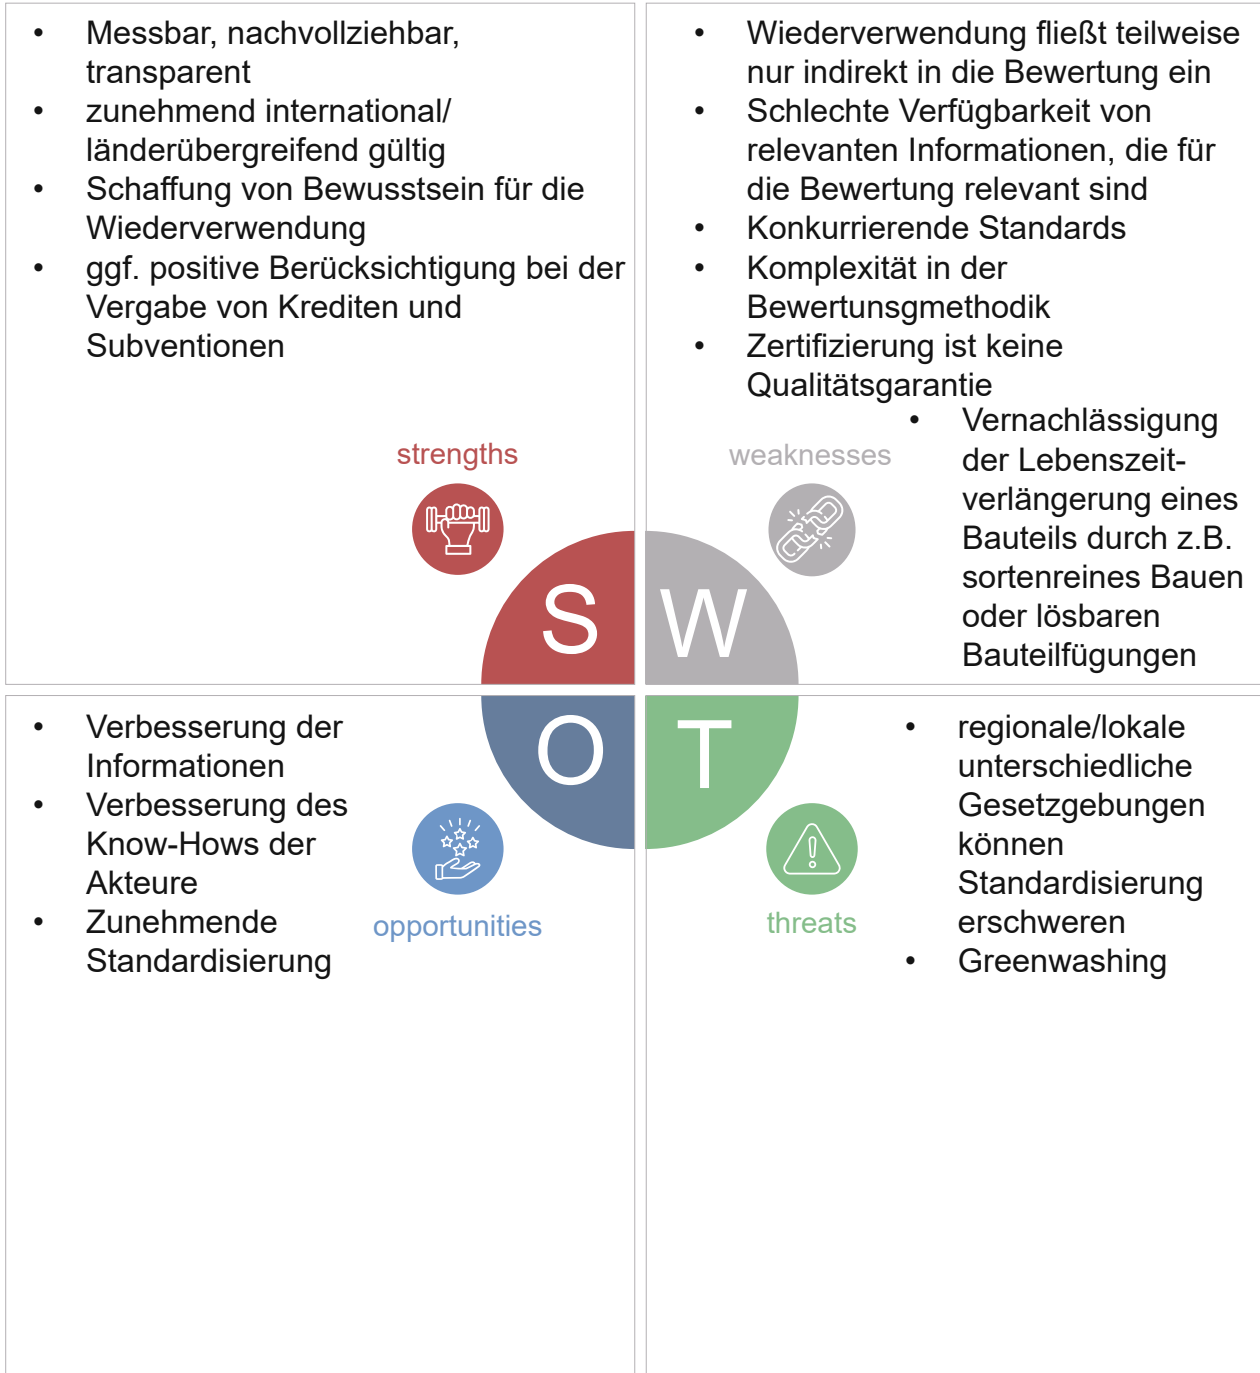 • Messbar, nachvollziehbar,
transparent
• zunehmend international/
länderübergreifend gültig
• Schaffung von Bewusstsein für die
Wiederverwendung
• ggf. positive Berücksichtigung bei der
Vergabe von Krediten und
Subventionen
strengths
S
• Wiederverwendung fließt teilweise
nur indirekt in die Bewertung ein
• Schlechte Verfügbarkeit von
relevanten Informationen, die für
die Bewertung relevant sind
• Konkurrierende Standards
• Komplexität in der
Bewertunsgmethodik
• Zertifizierung ist keine
Qualitätsgarantie
• Vernachlässigung
der Lebenszeit-
verlängerung eines
Bauteils durch z.B.
sortenreines Bauen
oder lösbaren
Bauteilfügungen
weaknesses
W
• Verbesserung der
Informationen
• Verbesserung des
Know-Hows der
Akteure
• Zunehmende
Standardisierung
O
opportunities
T
threats
• regionale/lokale
unterschiedliche
Gesetzgebungen
können
Standardisierung
erschweren
• Greenwashing